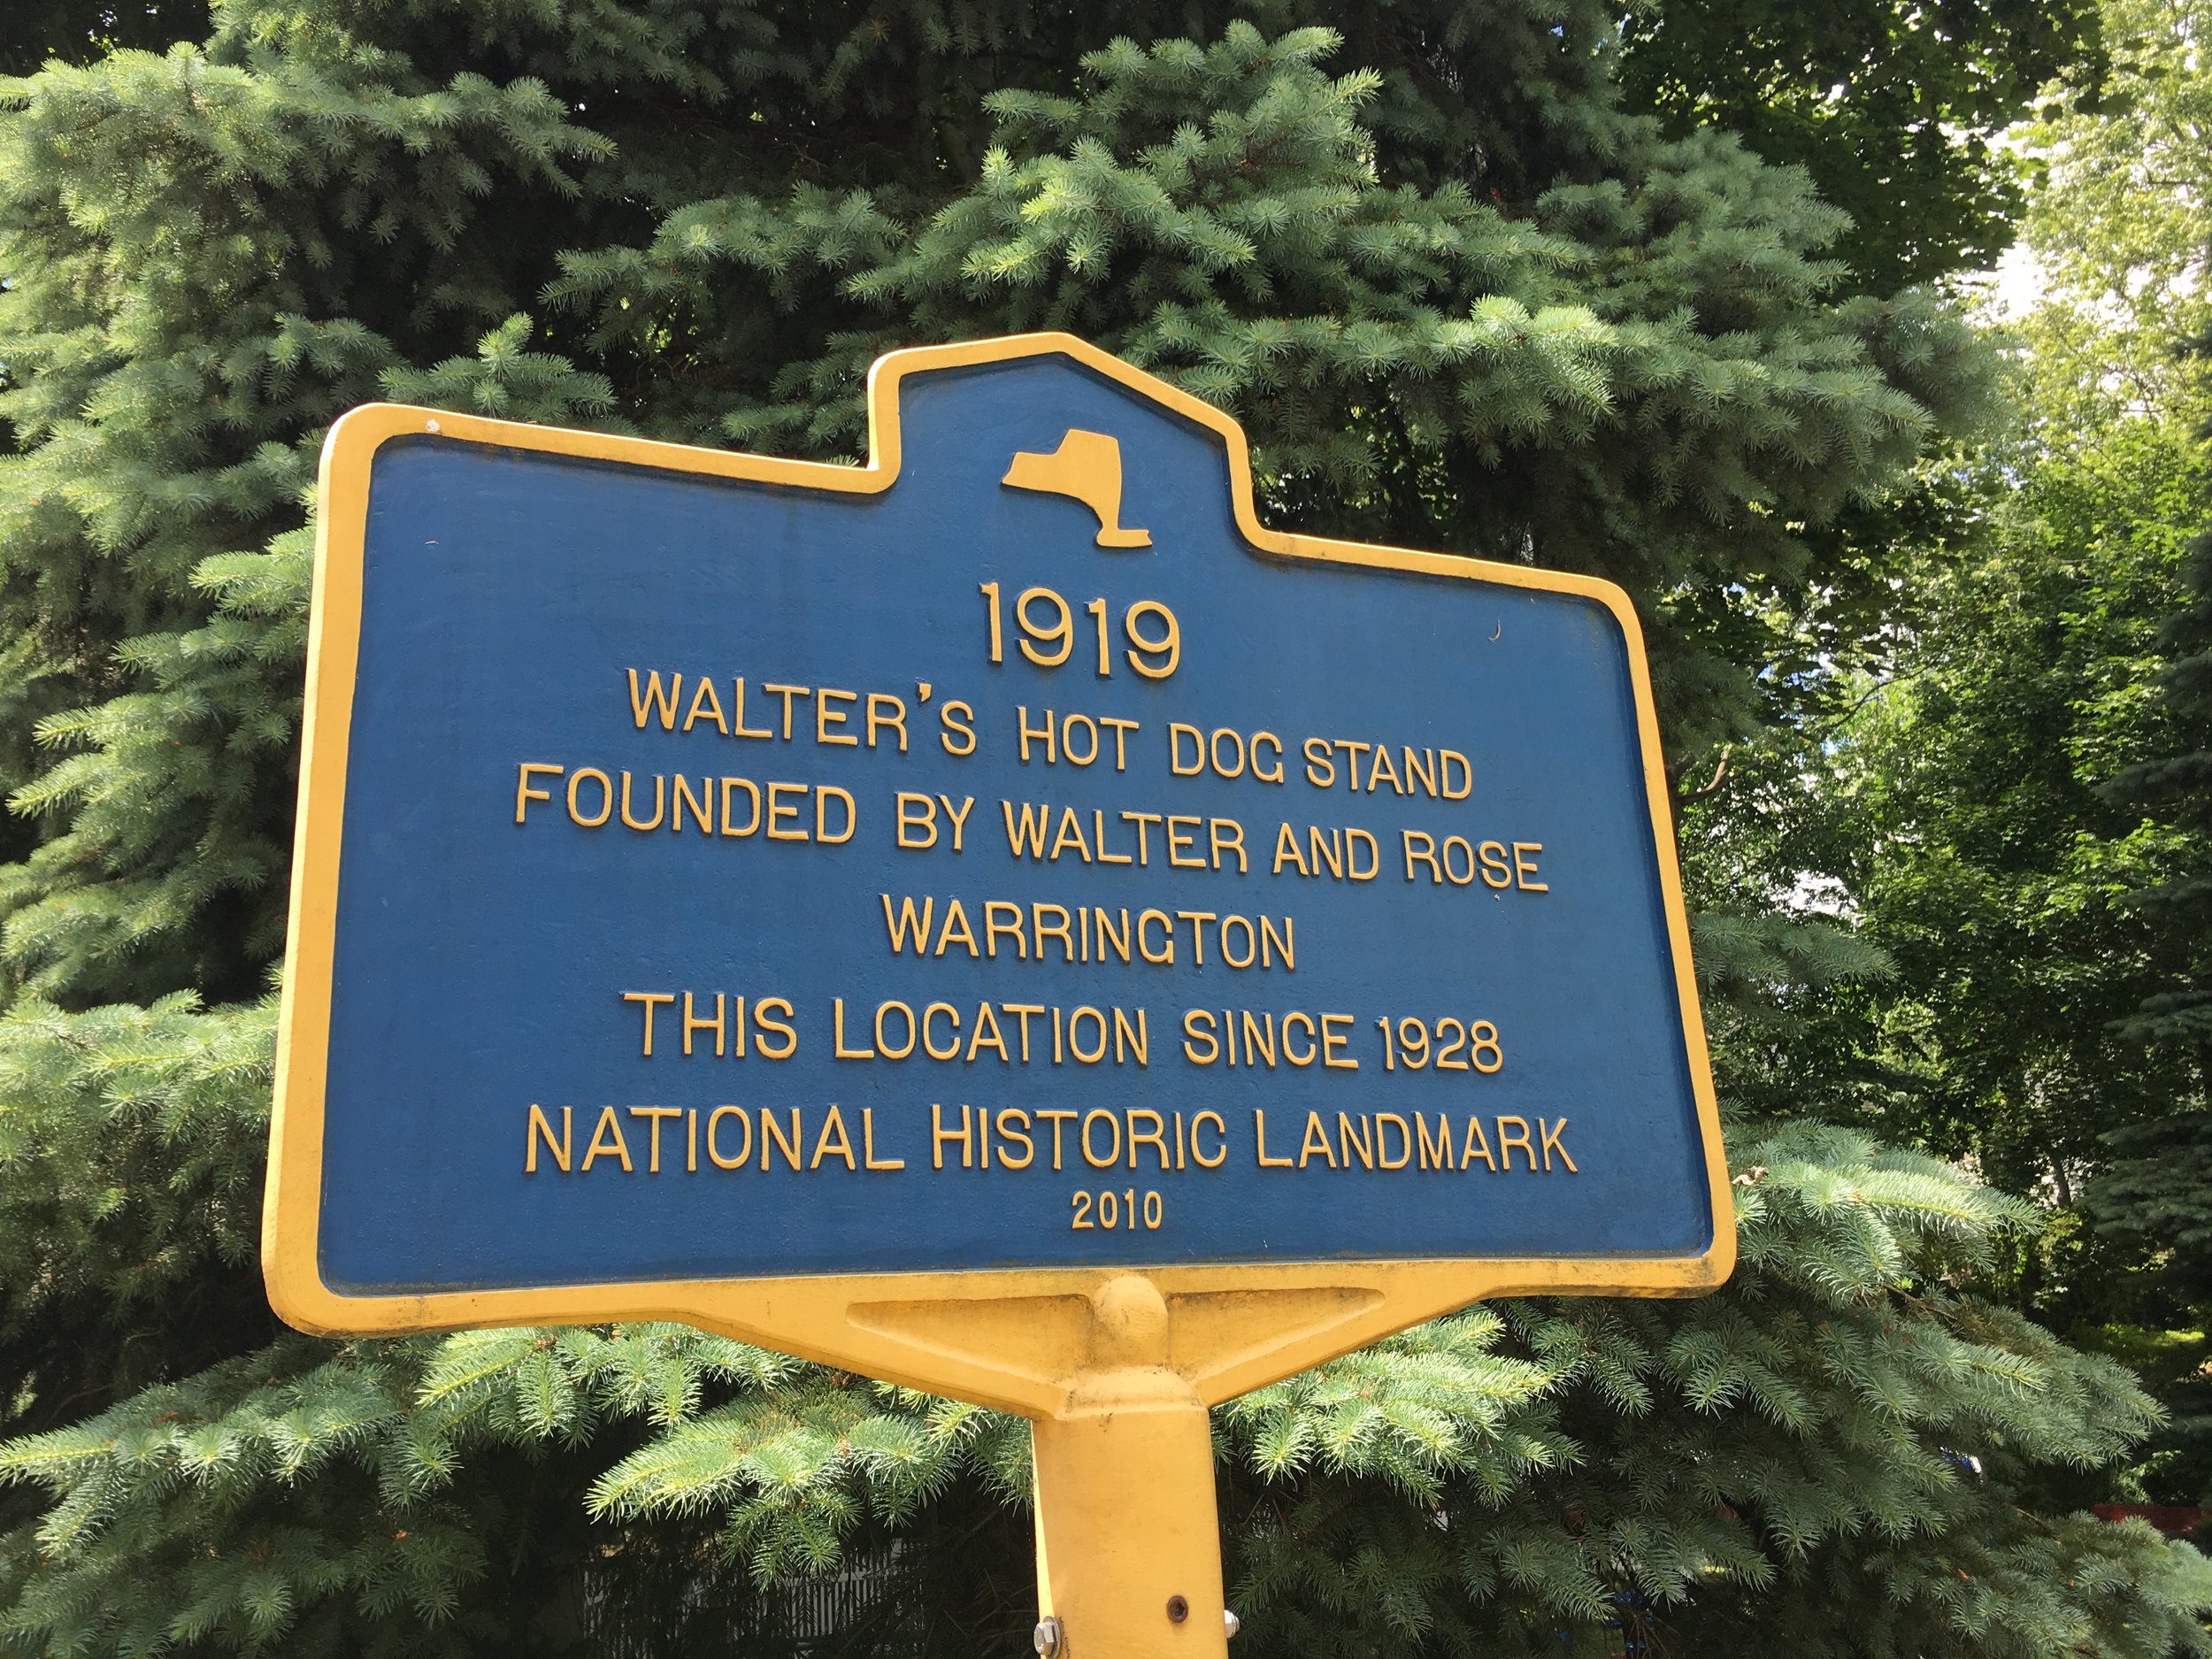 1919
WALTER'S HOT DOG STAND
FOUNDED BY WALTER AND ROSE
WARRINGTON
THIS LOCATION SINCE 1928
NATIONAL HISTORIC LANDMARK
2010